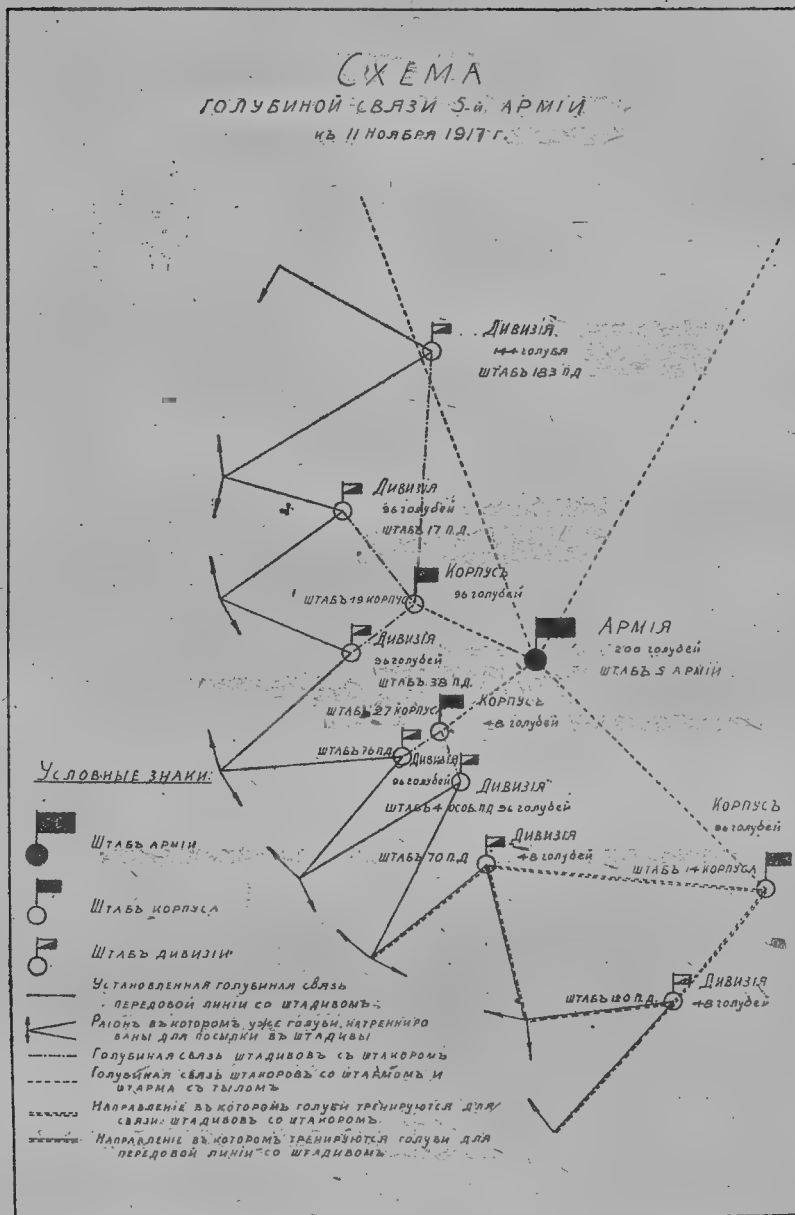 СХЕМА
ГОЛУБИНОЙ СВЯЗИ 5-й АРМІИ
КЪ 11 НОЯБРЯ 1917 Г.
ДИВИЗІЯ
144 голубя
ШТАБЪ 183 П.Д.
ДИВИЗІЯ
96 голубей
ШТАБЪ 17 П.Д.
КОРПУСЪ
96 голубей
ШТАБЪ 19 КОРПУС
АРМІЯ
200 голубей
ШТАБЪ 5 АРМІИ
ДИВИЗІЯ
96 голубей
ШТАБЪ 38 П.Д.
КОРПУСЪ
48 голубей
ШТАБЪ 27 КОРПУСА
ШТАБЪ 76 П.Д.
ДИВИЗІЯ
96 голубей
ДИВИЗІЯ
ШТАБЪ 4 ОСОБ. П.Д. 96 голубей
ДИВИЗІЯ
48 голубей
ШТАБЪ 70 П.Д.
КОРПУСЪ
96 голубей
ШТАБЪ 14 КОРПУСА
ДИВИЗІЯ
48 голубей
ШТАБЪ 120 П.Д.
УСЛОВНЫЕ ЗНАКИ:
ШТАБЪ АРМІИ
ШТАБЪ КОРПУСА
ШТАБЪ ДИВИЗІИ
УСТАНОВЛЕННАЯ ГОЛУБИНАЯ СВЯЗЬ
ПЕРЕДОВОЙ ЛИНІИ СО ШТАДИВОМЪ
РАІОНЪ ВЪ КОТОРОМЪ УЖЕ ГОЛУБИ НАТРЕНИРО
ВАНЫ ДЛЯ ПОСЫЛКИ ВЪ ШТАДИВЫ
ГОЛУБИНАЯ СВЯЗЬ ШТАДИВОВЪ СЪ ШТАКОРОМЪ
ГОЛУБИНАЯ СВЯЗЬ ШТАКОРОВЪ СО ШТАРМОМЪ И
ШТАРМА СЪ ТЫЛОМЪ
НАПРАВЛЕНІЕ ВЪ КОТОРОМЪ ГОЛУБИ ТРЕНИРУЮТСЯ ДЛЯ
СВЯЗИ ШТАДИВОВЪ СО ШТАКОРОМЪ.
НАПРАВЛЕНІЕ ВЪ КОТОРОМЪ ТРЕНИРУЮТСЯ ГОЛУБИ ДЛЯ
ПЕРЕДОВОЙ ЛИНІИ СО ШТАДИВОМЪ